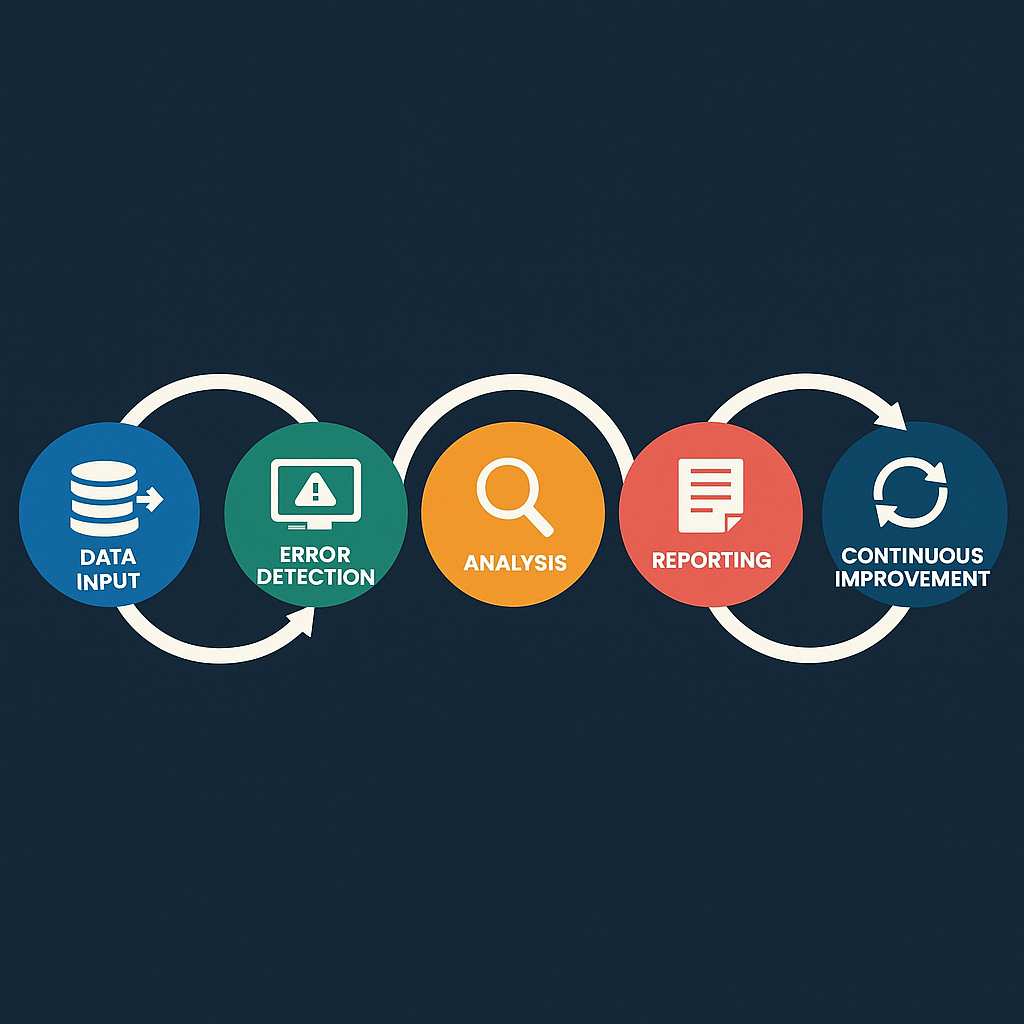 DATA
INPUT
ERROR
DETECTION
ANALYSIS
REPORTING
CONTINUOUS
IMPROVEMENT